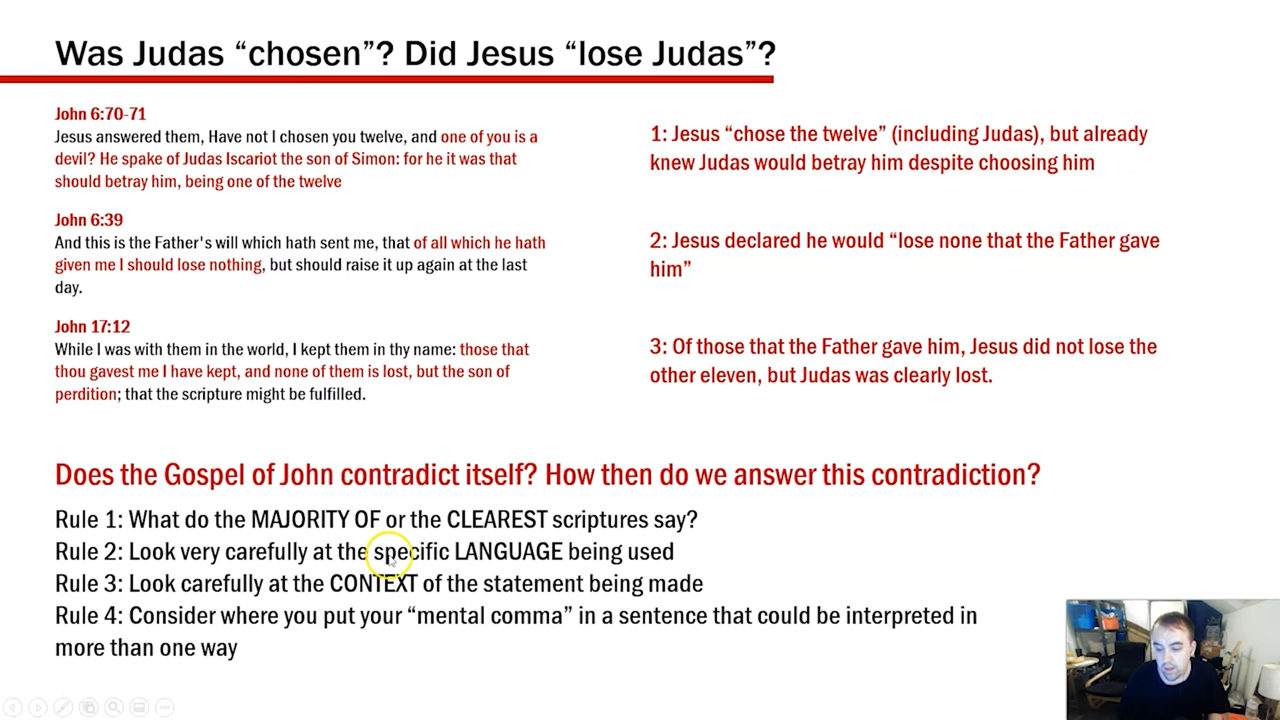 Was Judas “chosen”? Did Jesus “lose Judas”?
John 6:70-71
Jesus answered them, Have not I chosen you twelve, and one of you is a
devil? He spake of Judas Iscariot the son of Simon: for he it was that
should betray him, being one of the twelve
1: Jesus “chose the twelve” (including Judas), but already
knew Judas would betray him despite choosing him
John 6:39
And this is the Father's will which hath sent me, that of all which he hath
given me I should lose nothing, but should raise it up again at the last
day.
2: Jesus declared he would “lose none that the Father gave
him”
John 17:12
While I was with them in the world, I kept them in thy name: those that
thou gavest me I have kept, and none of them is lost, but the son of
perdition; that the scripture might be fulfilled.
3: Of those that the Father gave him, Jesus did not lose the
other eleven, but Judas was clearly lost.
Does the Gospel of John contradict itself? How then do we answer this contradiction?
Rule 1: What do the MAJORITY OF or the CLEAREST scriptures say?
Rule 2: Look very carefully at the specific LANGUAGE being used
Rule 3: Look carefully at the CONTEXT of the statement being made
Rule 4: Consider where you put your “mental comma” in a sentence that could be interpreted in
more than one way